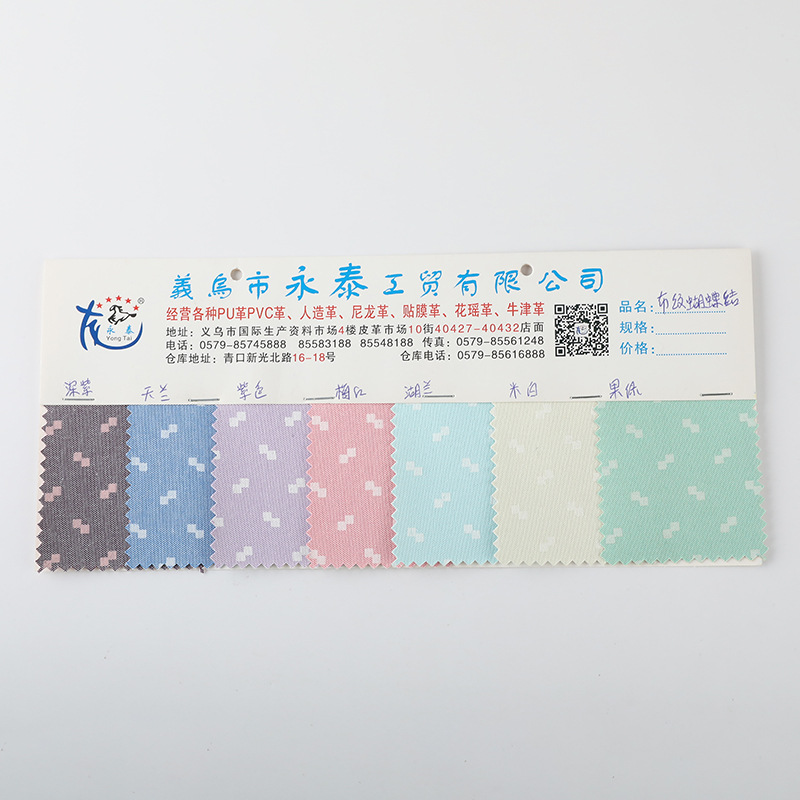 義烏市永泰工贸有限公司
经营各种PU革PVC革、人造革、尼龙革、贴膜革、花瑶革、牛津革
地址：义乌市国际生产资料市场4楼皮革市场10街40427-40432店面
电话：0579-85745888 85583188 85548188 传真：0579-85561248
仓库地址：青口新光北路16-18号 仓库电话：0579-85616888
永泰
Yong Tai
®
品名：布纹蝴蝶结
规格：
价格：
深紫 天兰 紫色 梅红 湖兰 米白 果绿